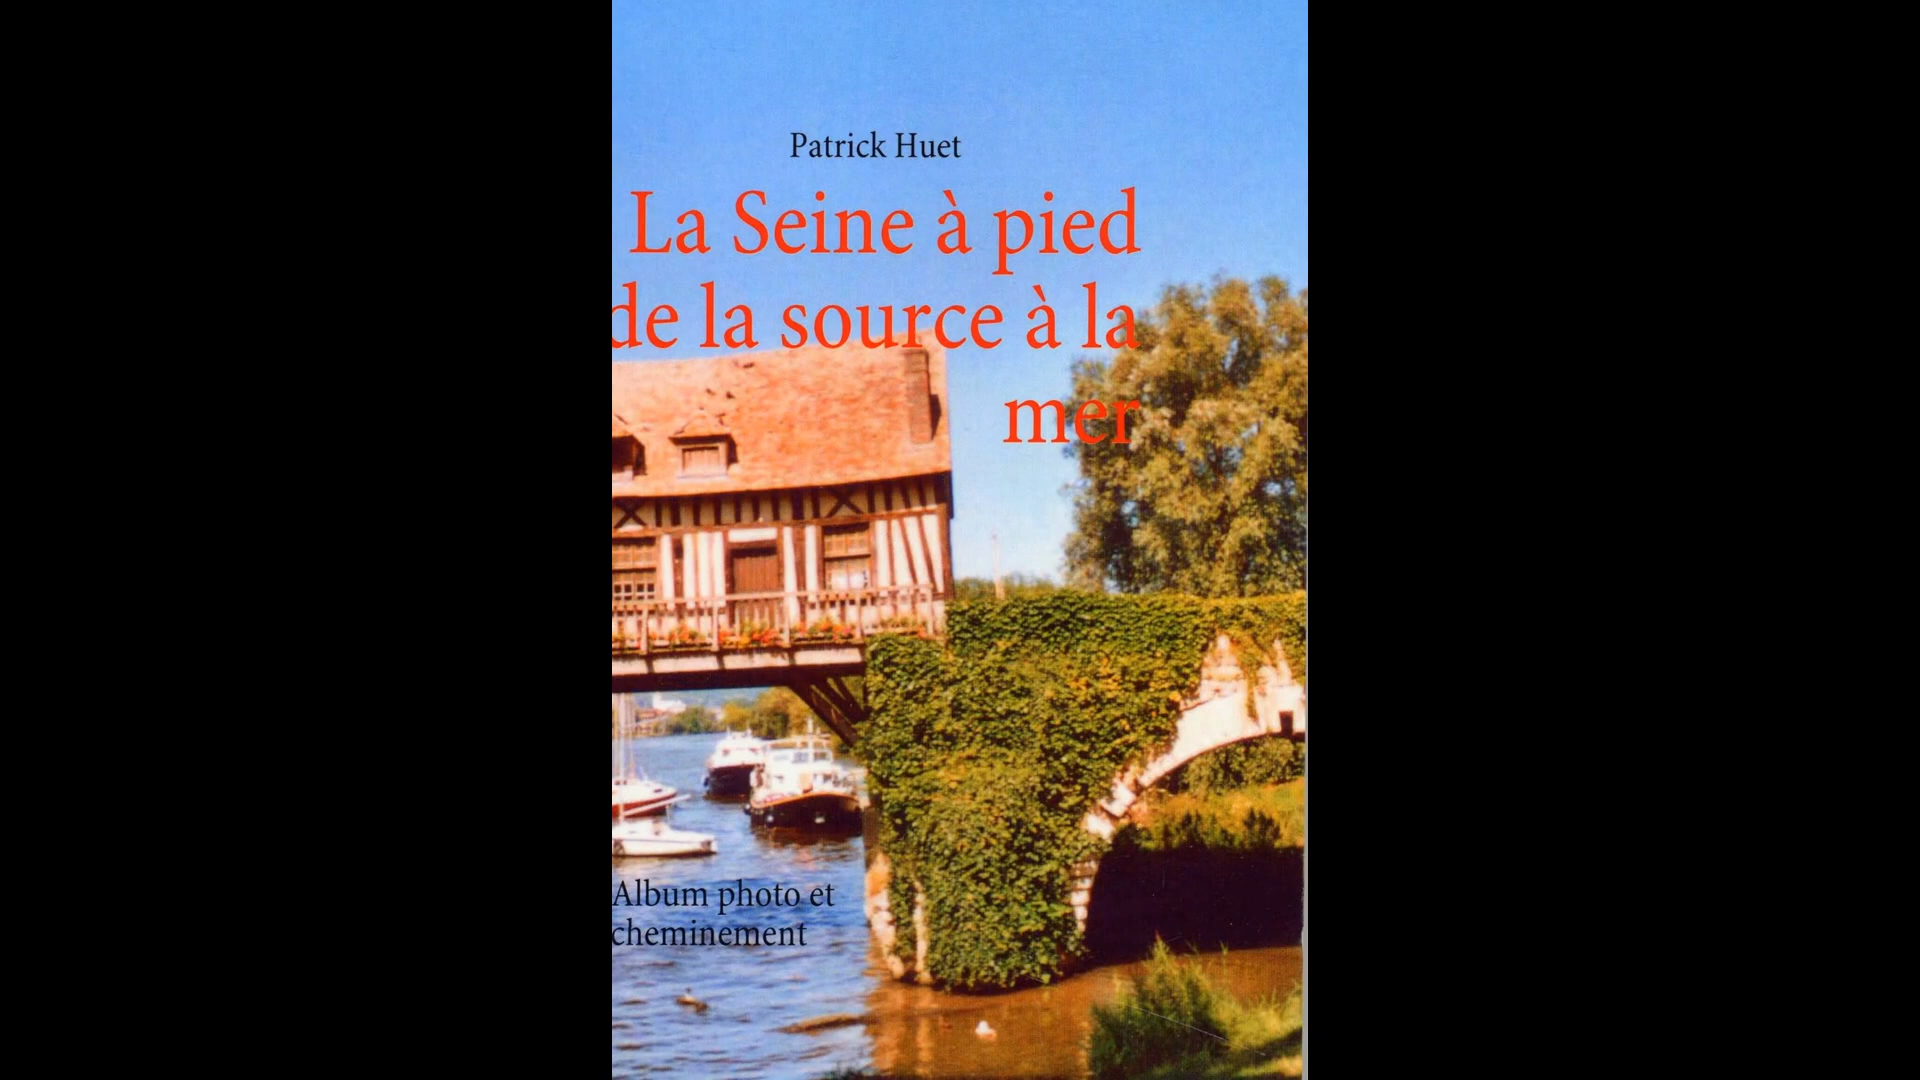 Patrick Huet
La Seine à pied
de la source à la
mer
Album photo et
cheminement